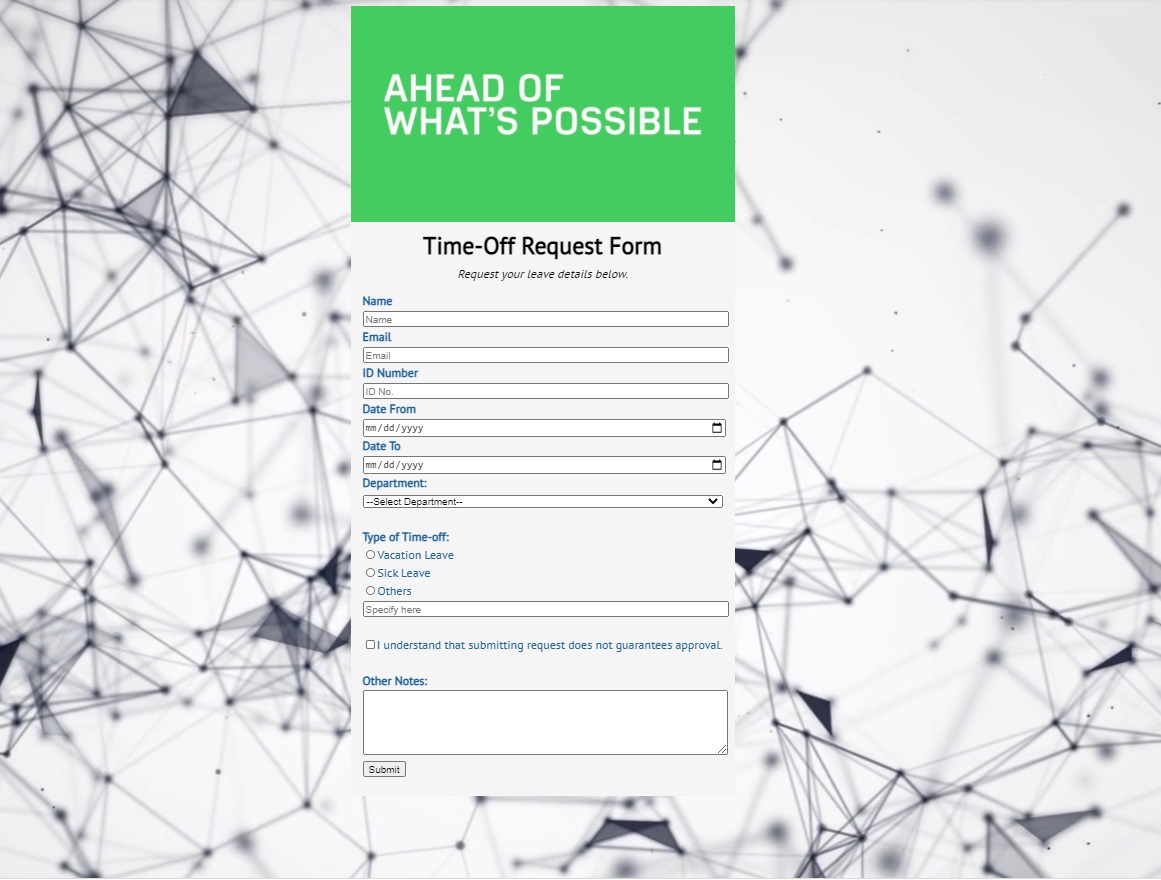 AHEAD OF
WHAT'S POSSIBLE
Time-Off Request Form
Request your leave details below.
Name
Name
Email
Email
ID Number
ID No.
Date From
mm/dd/yyyy
Date To
mm/dd/yyyy
Department:
--Select Department--
Type of Time-off:
Vacation Leave
Sick Leave
Others
Specify here
I understand that submitting request does not guarantees approval.
Other Notes:
Submit